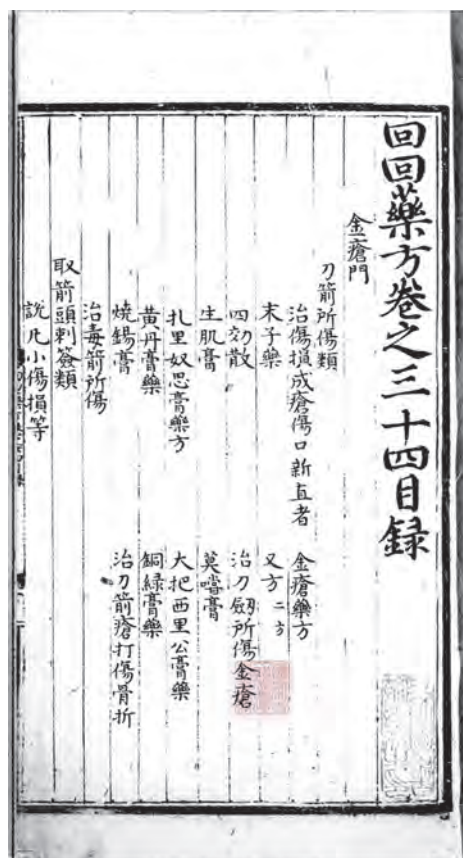 回回藥方卷之三十四目録
金瘡門
刀箭所傷類
治傷損成瘡傷口新直者 金瘡藥方
末子藥 又方二方
四効散 治刀劔所傷金瘡
生肌膏 莫嚐膏
扎里奴思膏藥方 大把西里公膏藥
黄丹膏藥 銅緑膏藥
燒錫膏 治刀箭瘡打傷骨折
治毒箭所傷
取箭頭刺簽類
說凡小傷損等